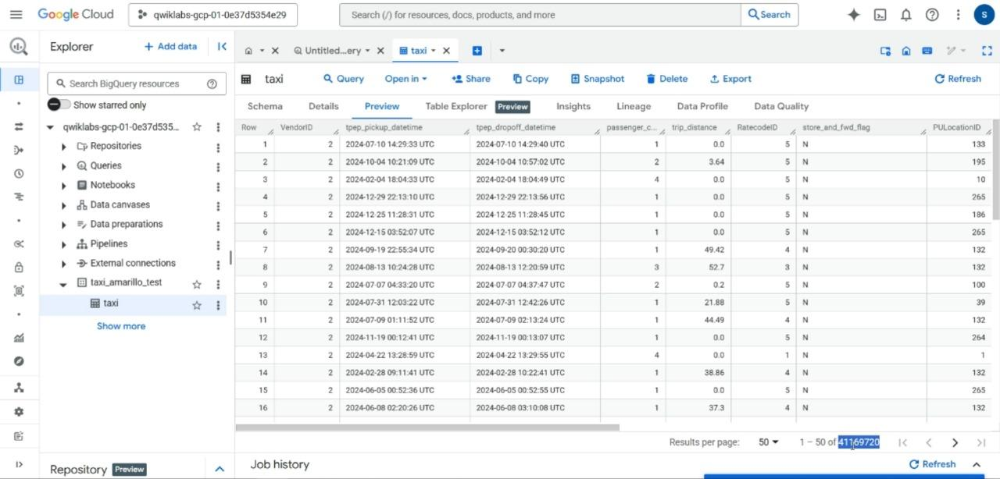 Google Cloud qwiklabs-gcp-01-0e37d5354e29 Search (/) for resources, docs, products, and more Search S
Explorer + Add data Untitled...ery taxi
taxi Query Open in Share Copy Snapshot Delete Export Refresh
Search BigQuery resources
Show starred only
Schema Details Preview Table Explorer Preview Insights Lineage Data Profile Data Quality
qwiklabs-gcp-01-0e37d535...
Repositories
Queries
Notebooks
Data canvases
Data preparations
Pipelines
External connections
taxi_amarillo_test
taxi
Show more
Repository Preview
Row VendorID tpep_pickup_datetime tpep_dropoff_datetime passenger_c... trip_distance RatecodeID store_and_fwd_flag PULocationID
1 2 2024-07-10 14:29:33 UTC 2024-07-10 14:29:40 UTC 1 0.0 5 N 133
2 2 2024-10-04 10:21:09 UTC 2024-10-04 10:57:02 UTC 2 3.64 5 N 195
3 2 2024-02-04 18:04:33 UTC 2024-02-04 18:04:49 UTC 4 0.0 5 N 10
4 2 2024-12-29 22:13:10 UTC 2024-12-29 22:13:56 UTC 1 0.0 5 N 265
5 2 2024-12-25 11:28:31 UTC 2024-12-25 11:28:45 UTC 1 0.0 5 N 186
6 2 2024-12-15 03:52:07 UTC 2024-12-15 03:52:12 UTC 1 0.0 5 N 265
7 2 2024-09-19 22:55:34 UTC 2024-09-20 00:30:20 UTC 1 49.42 4 N 132
8 2 2024-08-13 10:24:28 UTC 2024-08-13 12:20:59 UTC 3 52.7 3 N 132
9 2 2024-07-07 04:33:20 UTC 2024-07-07 04:37:47 UTC 2 0.2 5 N 100
10 2 2024-07-31 12:03:22 UTC 2024-07-31 12:42:26 UTC 1 21.88 5 N 39
11 2 2024-07-09 01:11:52 UTC 2024-07-09 02:13:24 UTC 1 44.49 4 N 132
12 2 2024-11-19 00:12:41 UTC 2024-11-19 00:13:07 UTC 1 0.0 5 N 264
13 2 2024-04-22 13:28:59 UTC 2024-04-22 13:29:55 UTC 4 0.0 1 N 1
14 2 2024-02-28 09:11:41 UTC 2024-02-28 10:22:41 UTC 1 38.86 4 N 132
15 2 2024-06-05 00:52:36 UTC 2024-06-05 00:52:55 UTC 1 0.0 5 N 265
16 2 2024-06-08 02:20:26 UTC 2024-06-08 03:10:08 UTC 1 37.3 4 N 132
Results per page: 50 1 – 50 of 41169720
Job history Refresh